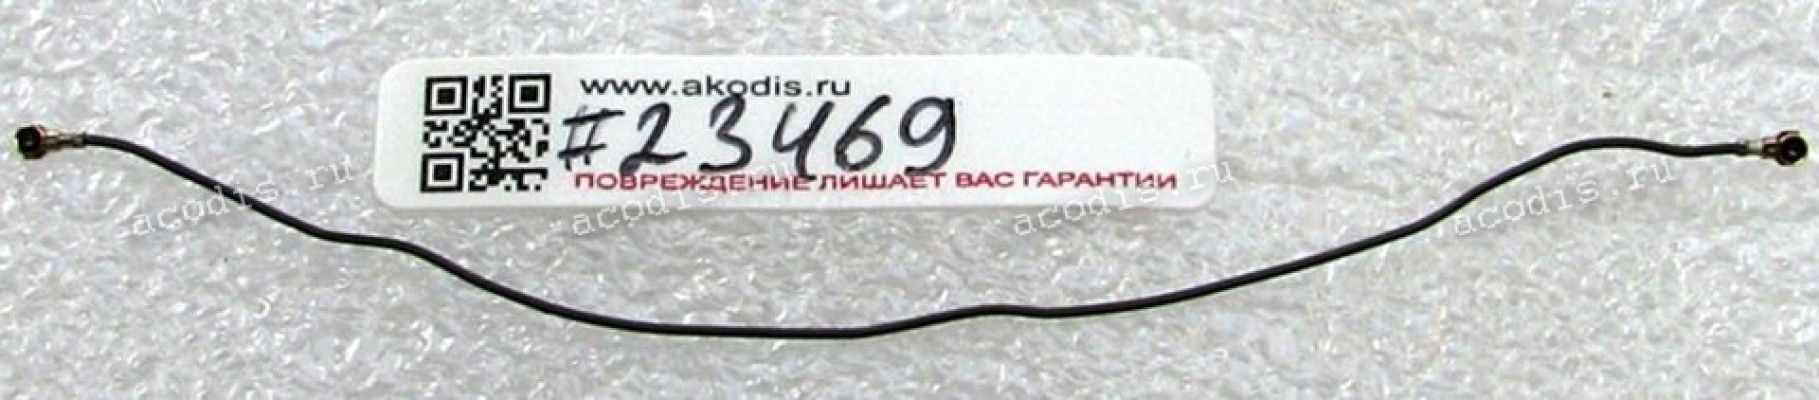 www.akodis.ru
#23469
ПОВРЕЖДЕНИЕ ЛИШАЕТ ВАС ГАРАНТИИ
acodis.ru
acodis.ru
acodis.ru
acodis.ru